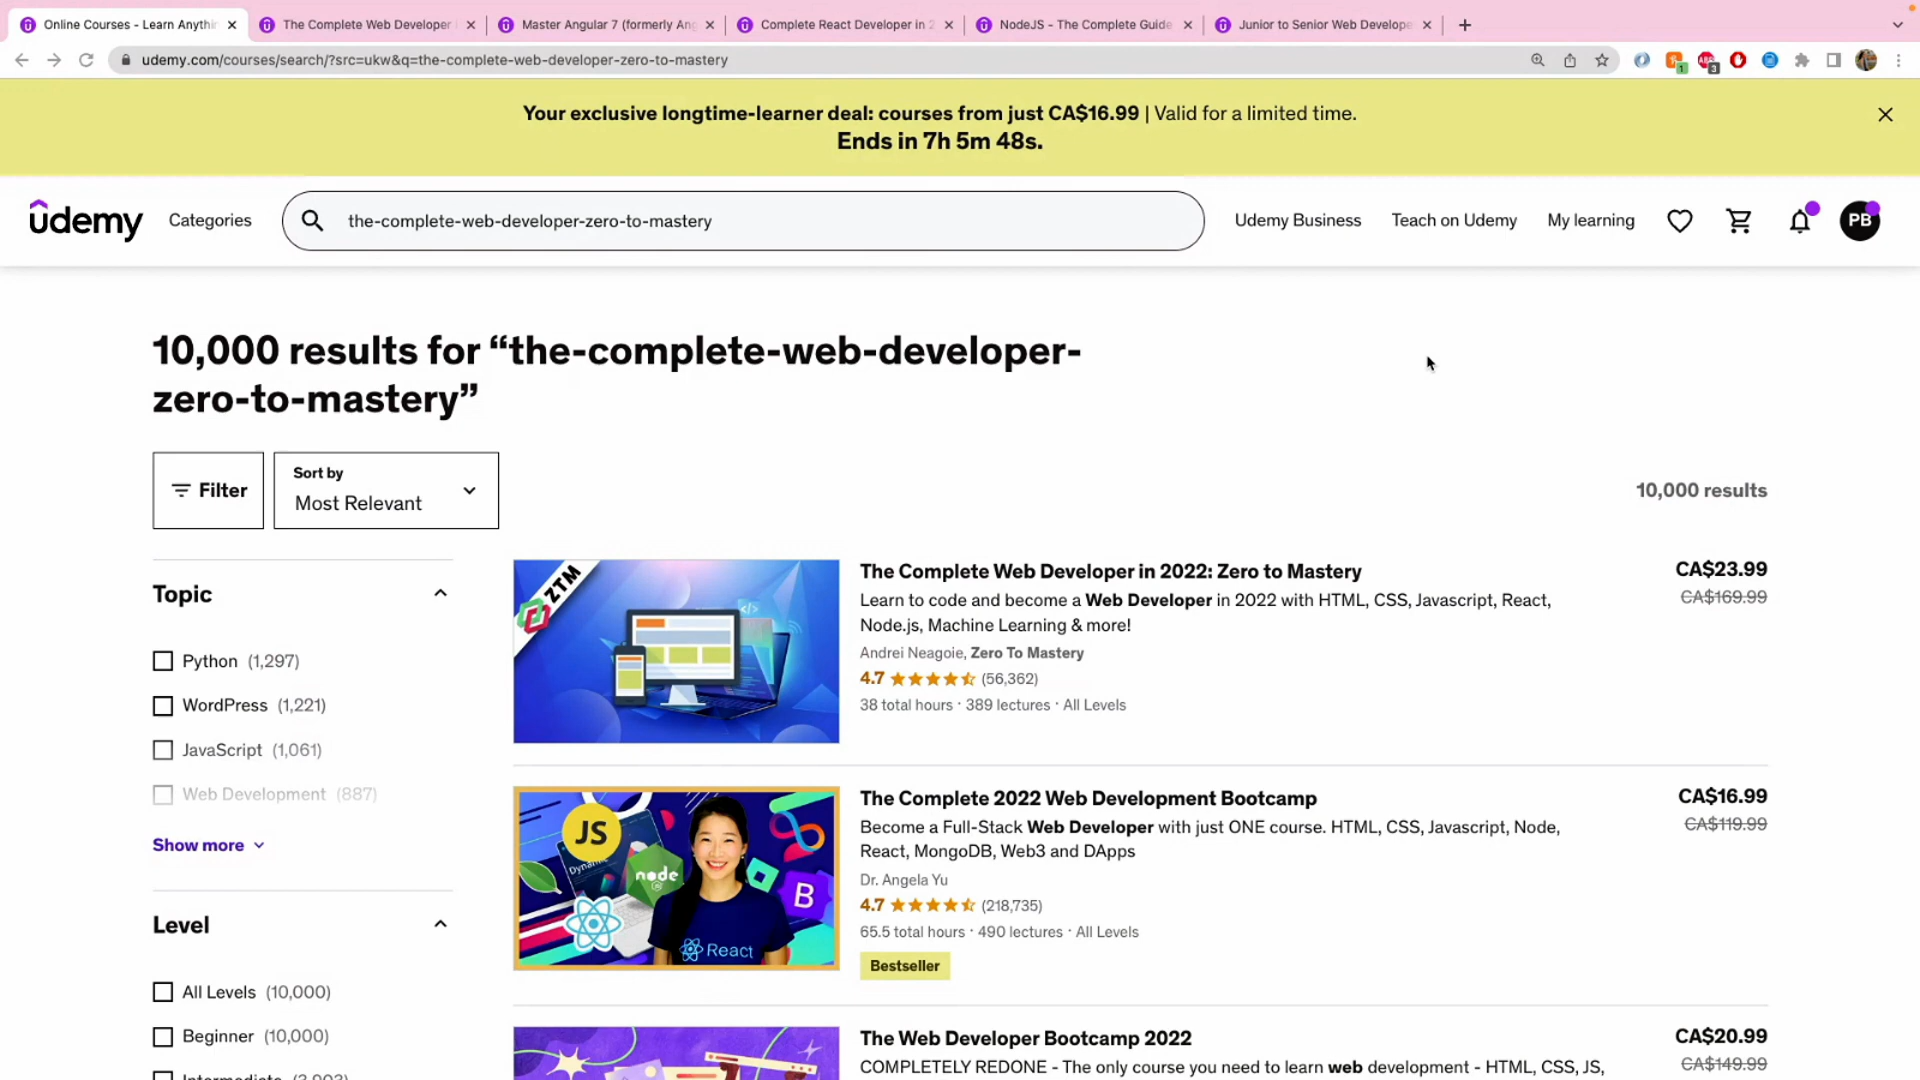 Online Courses - Learn Anythin
The Complete Web Developer i
Master Angular 7 (formerly Ang
Complete React Developer in 2
NodeJS - The Complete Guide
Junior to Senior Web Develope
udemy.com/courses/search/?src=ukw&q=the-complete-web-developer-zero-to-mastery
1
3
Your exclusive longtime-learner deal: courses from just CA$16.99 | Valid for a limited time.
Ends in 7h 5m 48s.
udemy
Categories
the-complete-web-developer-zero-to-mastery
Udemy Business
Teach on Udemy
My learning
PB
10,000 results for “the-complete-web-developer-
zero-to-mastery”
Filter
Sort by
Most Relevant
10,000 results
Topic
Python (1,297)
WordPress (1,221)
JavaScript (1,061)
Web Development (887)
Show more
Level
All Levels (10,000)
Beginner (10,000)
Intermediate (3,903)
ZTM
The Complete Web Developer in 2022: Zero to Mastery
Learn to code and become a Web Developer in 2022 with HTML, CSS, Javascript, React,
Node.js, Machine Learning & more!
Andrei Neagoie, Zero To Mastery
4.7 (56,362)
38 total hours · 389 lectures · All Levels
CA$23.99
CA$169.99
JS
node
JS
B
React
The Complete 2022 Web Development Bootcamp
Become a Full-Stack Web Developer with just ONE course. HTML, CSS, Javascript, Node,
React, MongoDB, Web3 and DApps
Dr. Angela Yu
4.7 (218,735)
65.5 total hours · 490 lectures · All Levels
Bestseller
CA$16.99
CA$119.99
The Web Developer Bootcamp 2022
COMPLETELY REDONE - The only course you need to learn web development - HTML, CSS, JS,
CA$20.99
CA$149.99